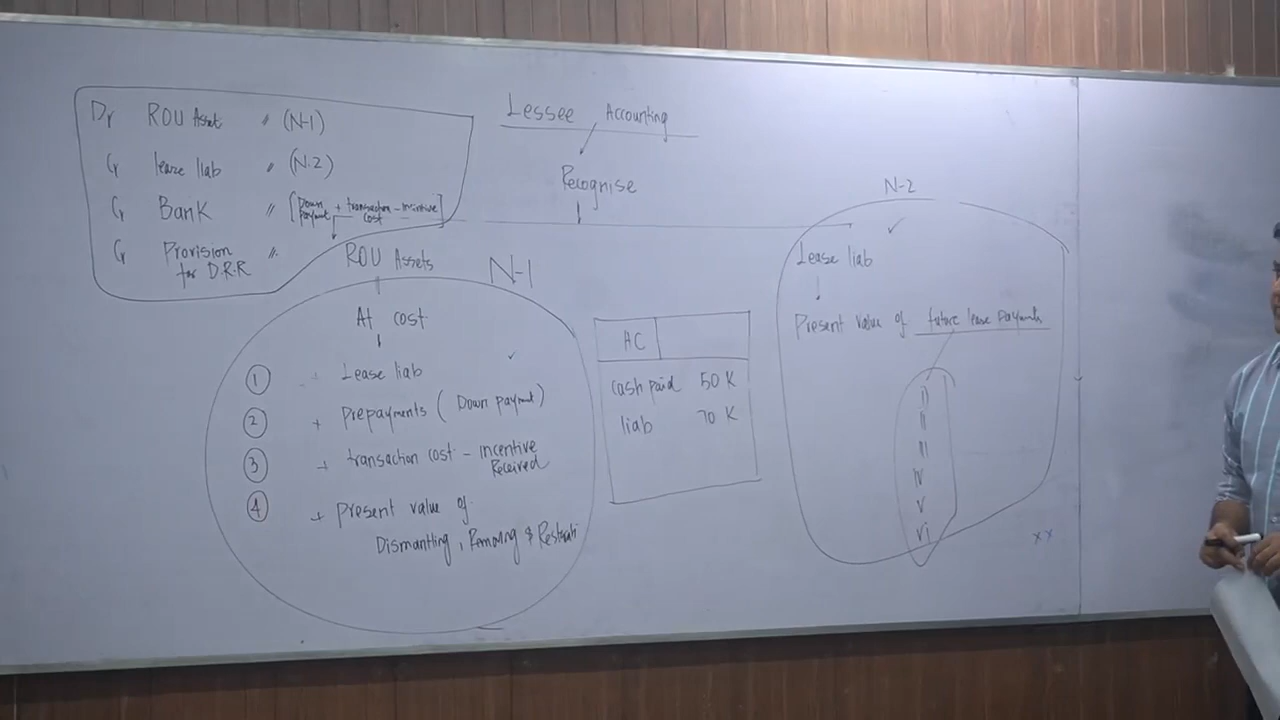 Lessee Accounting
Recognise
Dr ROU Asset 〃 (N-1)
Cr lease liab 〃 (N.2)
Cr Bank 〃 [Down Payment + transaction cost - incentive]
Cr Provision for D.R.R 〃
ROU Assets
N-1
At cost
1 + Lease liab
2 + Prepayments (Down paymnt)
3 + transaction cost - incentive
Received
4 + present value of
Dismantling, Removing & Restorati
AC
cash paid 50 K
liab 70 K
N-2
Lease liab
Present value of future lease payments
i)
ii
iii
iv
v
vi
xx